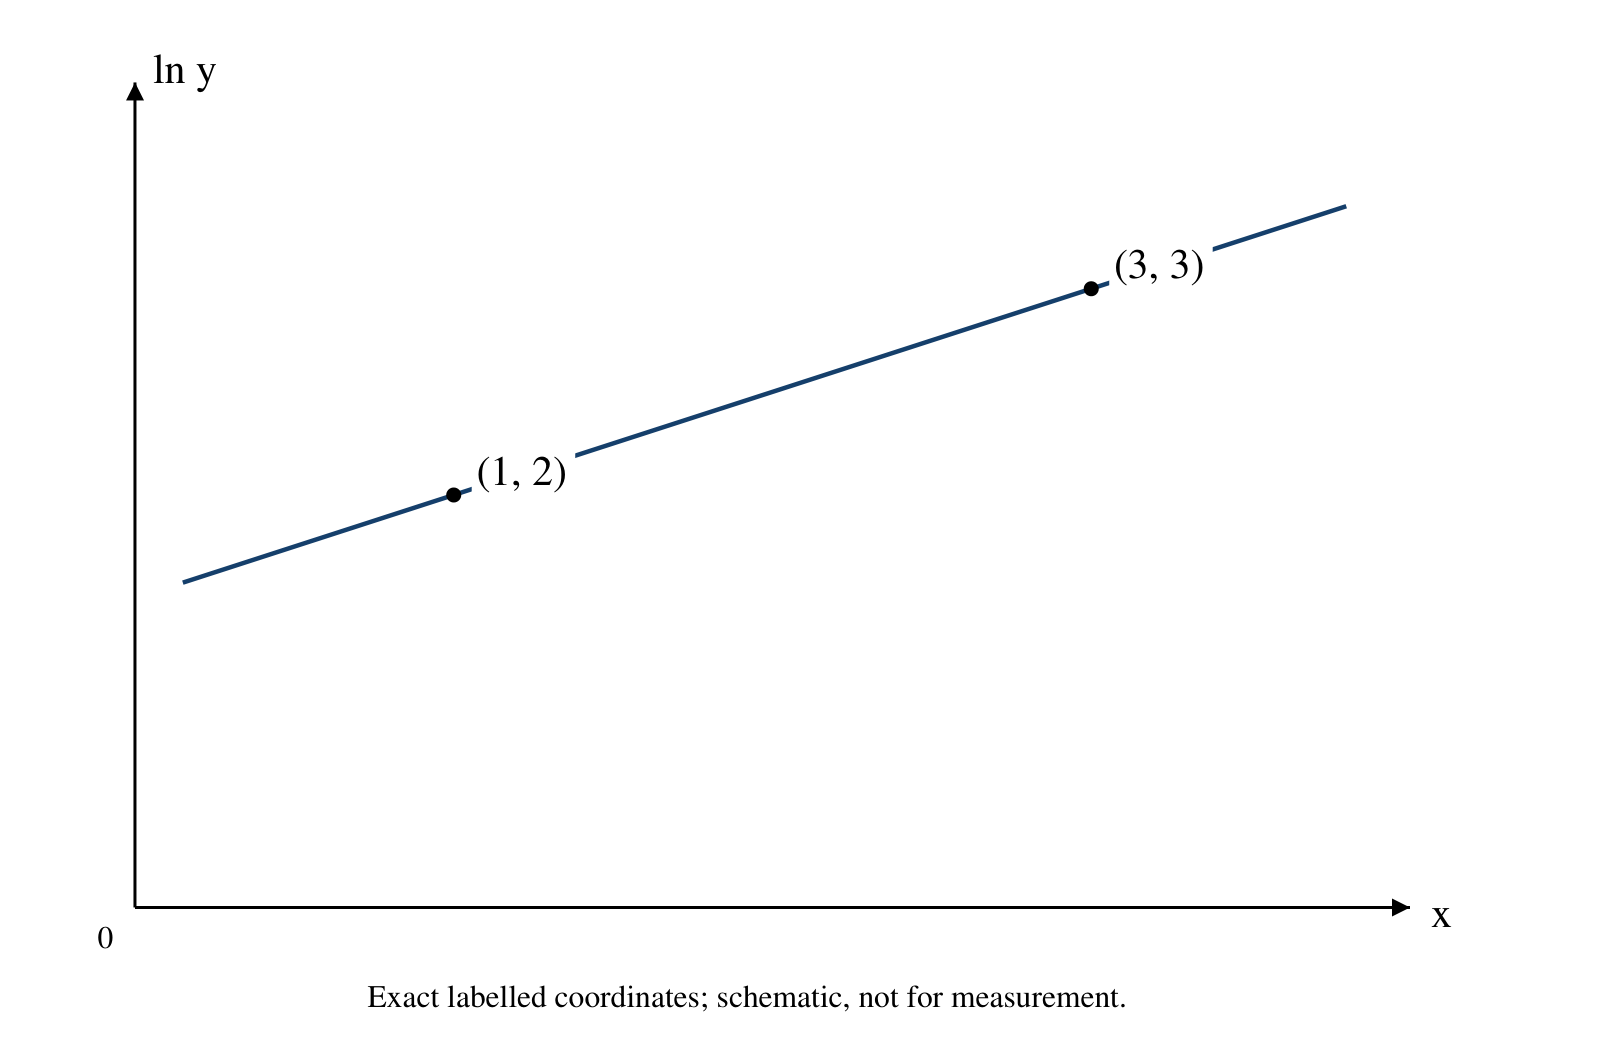 ln y
(3, 3)
(1, 2)
x
0
Exact labelled coordinates; schematic, not for measurement.